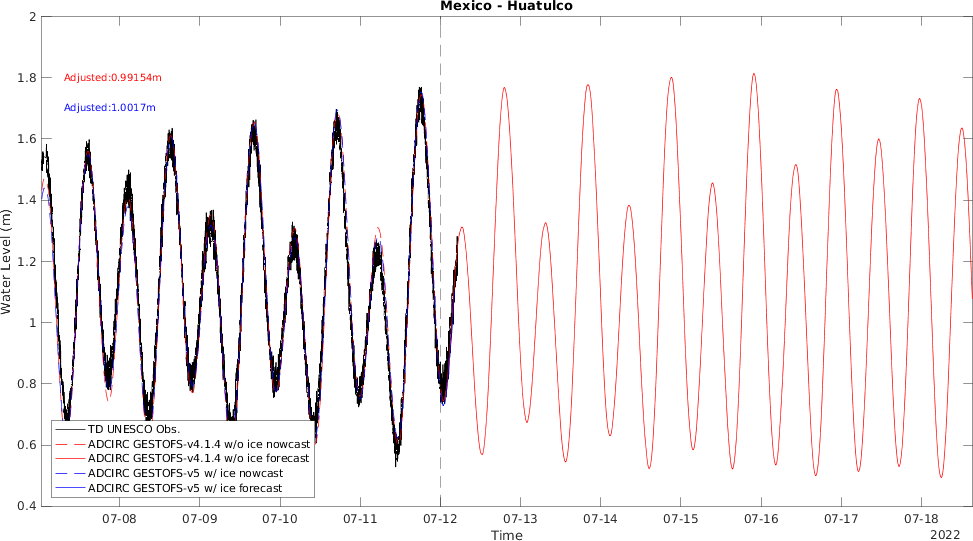 Mexico - Huatulco
2
1.8
1.6
1.4
1.2
1
0.8
0.6
0.4
Water Level (m)
Adjusted:0.99154m
Adjusted:1.0017m
TD UNESCO Obs.
ADCIRC GESTOFS-v4.1.4 w/o ice nowcast
ADCIRC GESTOFS-v4.1.4 w/o ice forecast
ADCIRC GESTOFS-v5 w/ ice nowcast
ADCIRC GESTOFS-v5 w/ ice forecast
07-08 07-09 07-10 07-11 07-12 07-13 07-14 07-15 07-16 07-17 07-18
Time
2022